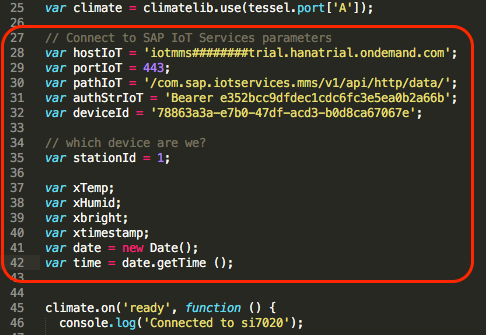 25 var climate = climatelib.use(tessel.port['A']);
26
27 // Connect to SAP IoT Services parameters
28 var hostIoT = 'iotmms########trial.hanatrial.ondemand.com';
29 var portIoT = 443;
30 var pathIoT = '/com.sap.iotservices.mms/v1/api/http/data/';
31 var authStrIoT = 'Bearer e352bcc9dfdec1cdc6fc3e5ea0b2a66b';
32 var deviceId = '78863a3a-e7b0-47df-acd3-b0d8ca67067e';
33
34 // which device are we?
35 var stationId = 1;
36
37 var xTemp;
38 var xHumid;
39 var xbright;
40 var xtimestamp;
41 var date = new Date();
42 var time = date.getTime ();
43
44
45 climate.on('ready', function () {
46 console.log('Connected to si7020');